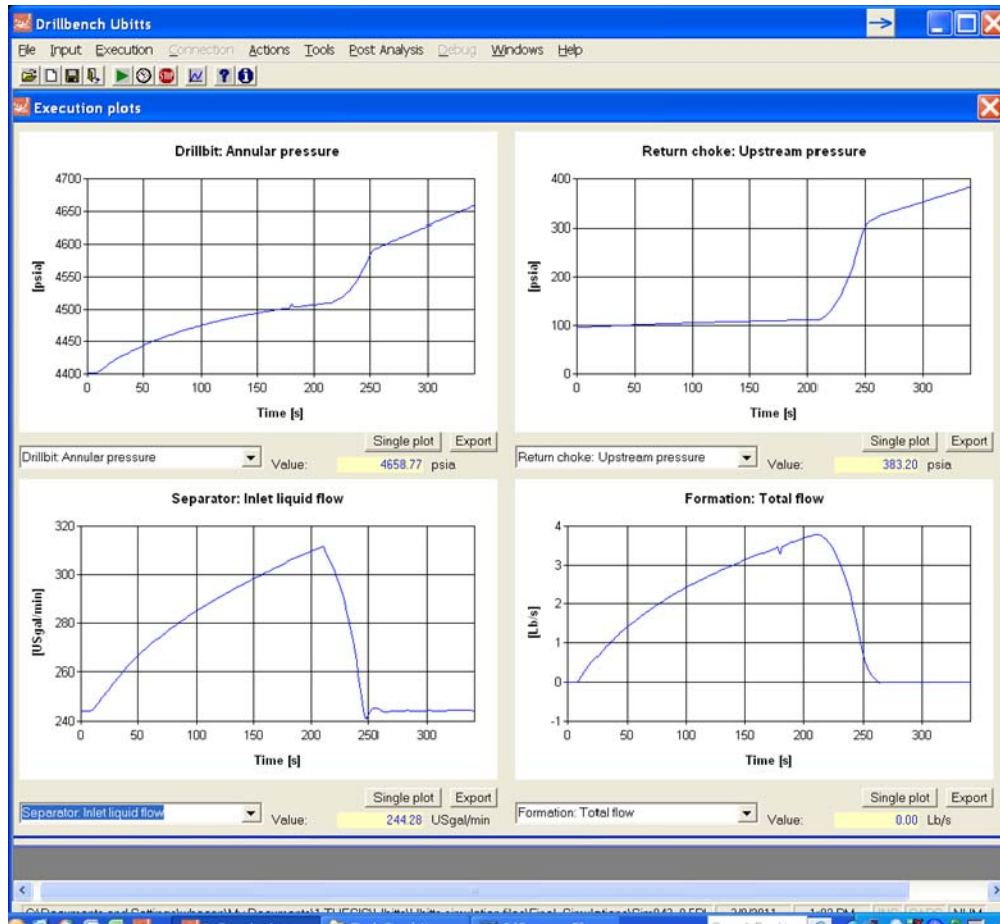 Drillbench Ubitts
File Input Execution Connection Actions Tools Post Analysis Debug Windows Help
Execution plots
Drillbit: Annular pressure
4700
4650
4600
4550
4500
4450
4400
[psia]
0 50 100 150 200 250 300
Time [s]
Drillbit: Annular pressure
Single plot Export
Value: 4658.77 psia
Return choke: Upstream pressure
400
300
200
100
0
[psia]
0 50 100 150 200 250 300
Time [s]
Return choke: Upstream pressure
Single plot Export
Value: 383.20 psia
Separator: Inlet liquid flow
320
300
280
260
240
[USgal/min]
0 50 100 150 200 250 300
Time [s]
Separator: Inlet liquid flow
Single plot Export
Value: 244.28 USgal/min
Formation: Total flow
4
3
2
1
0
-1
[Lb/s]
0 50 100 150 200 250 300
Time [s]
Formation: Total flow
Single plot Export
Value: 0.00 Lb/s